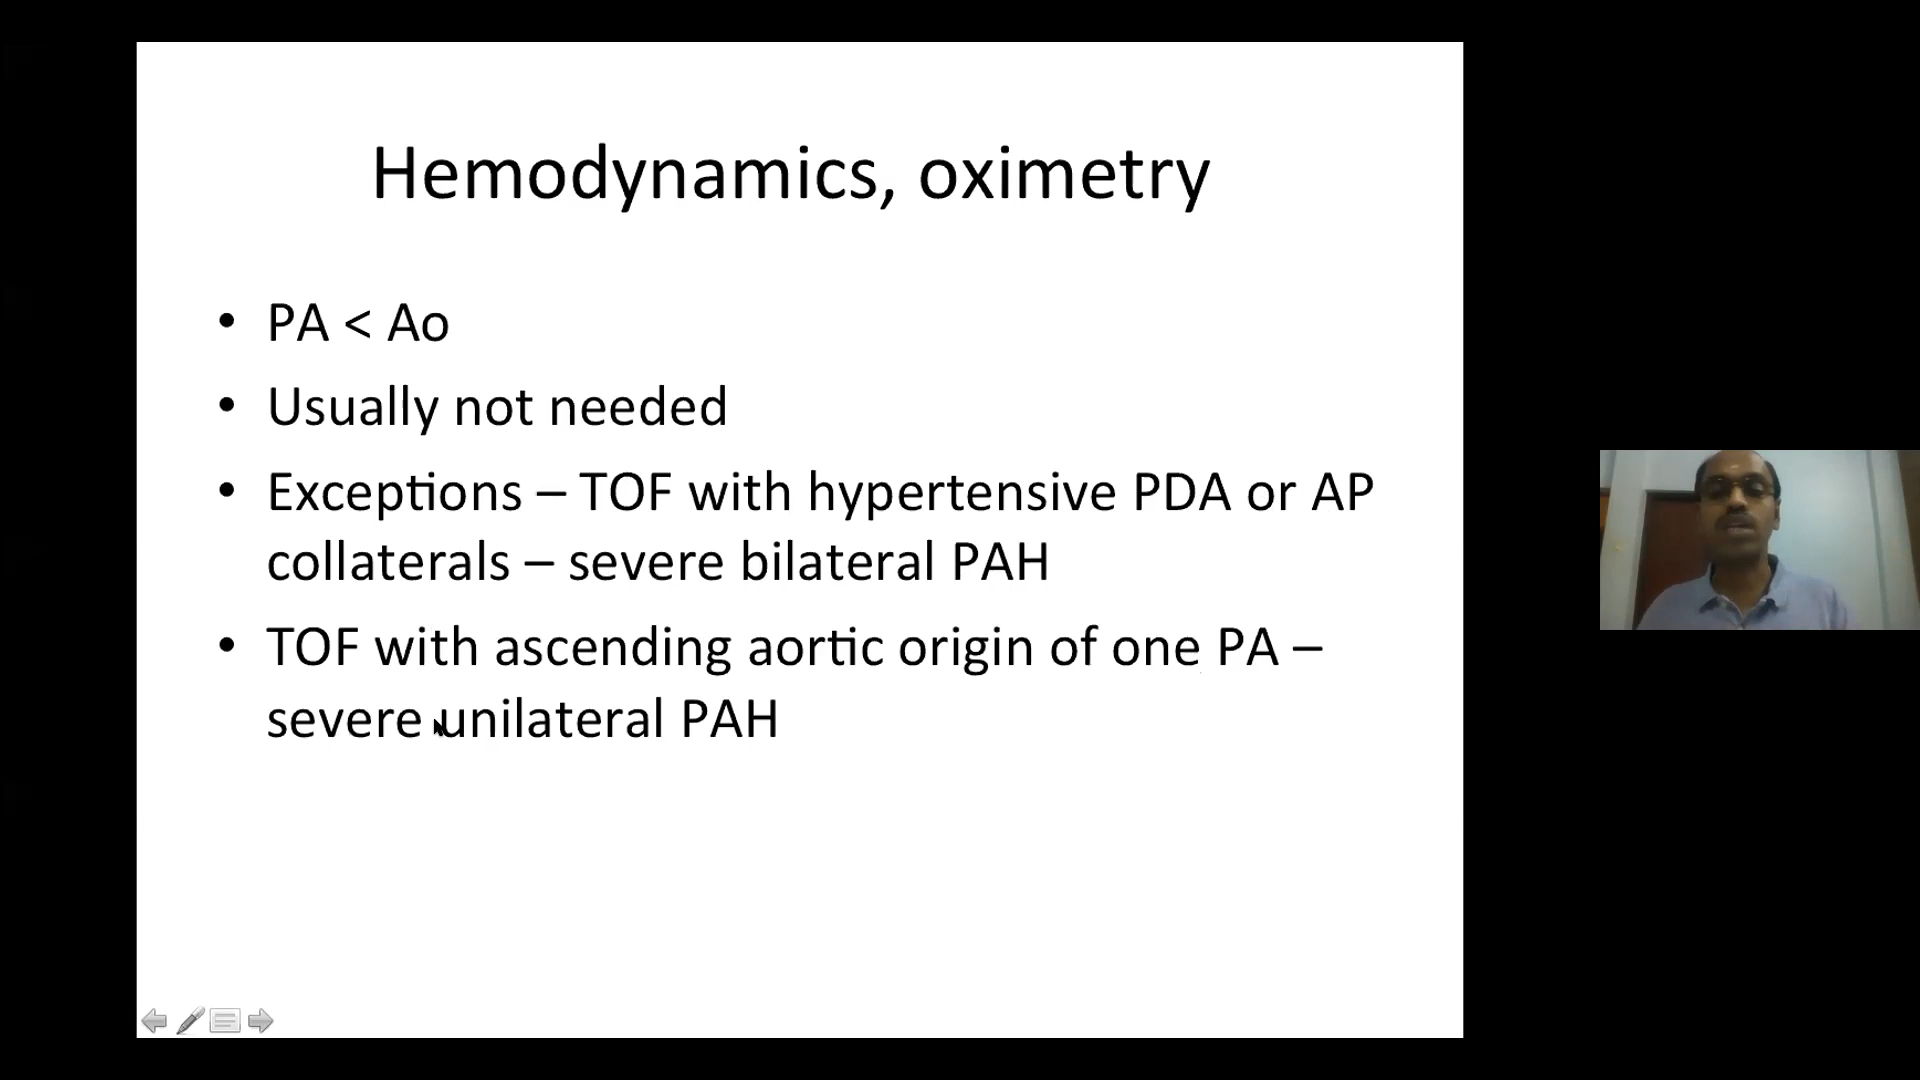 Hemodynamics, oximetry
• PA < Ao
• Usually not needed
• Exceptions – TOF with hypertensive PDA or AP
collaterals – severe bilateral PAH
• TOF with ascending aortic origin of one PA –
severe unilateral PAH